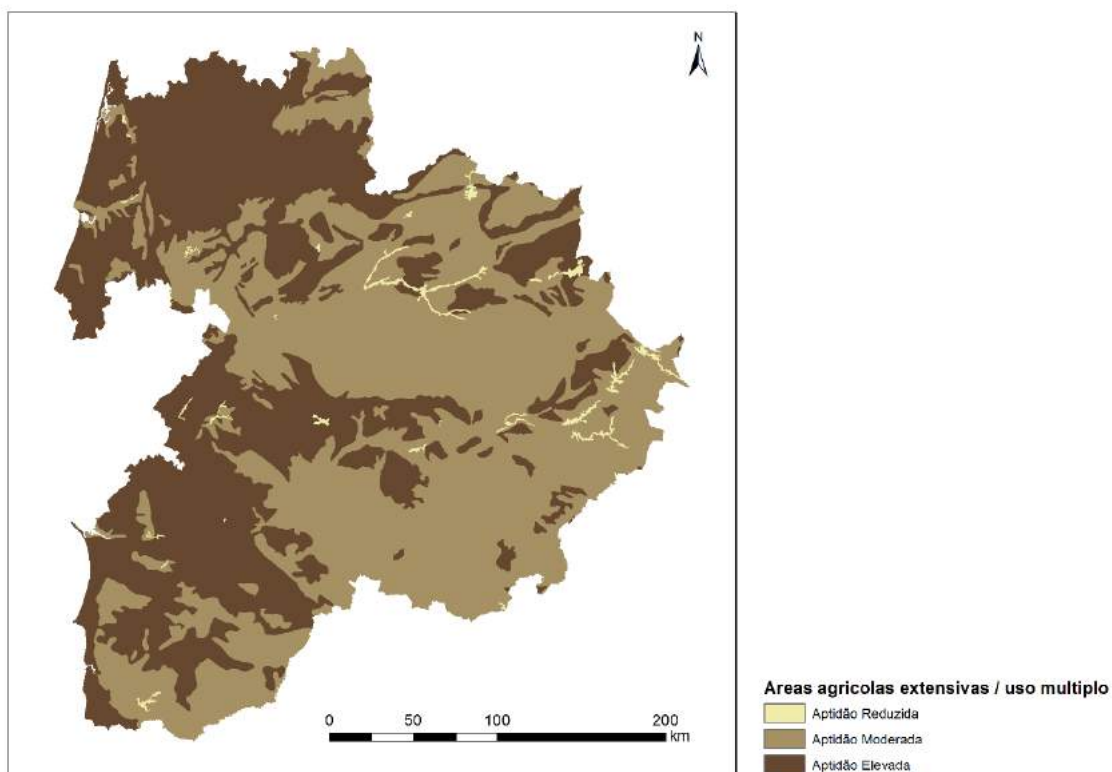 N
0 50 100 200
km
Areas agricolas extensivas / uso multiplo
Aptidão Reduzida
Aptidão Moderada
Aptidão Elevada